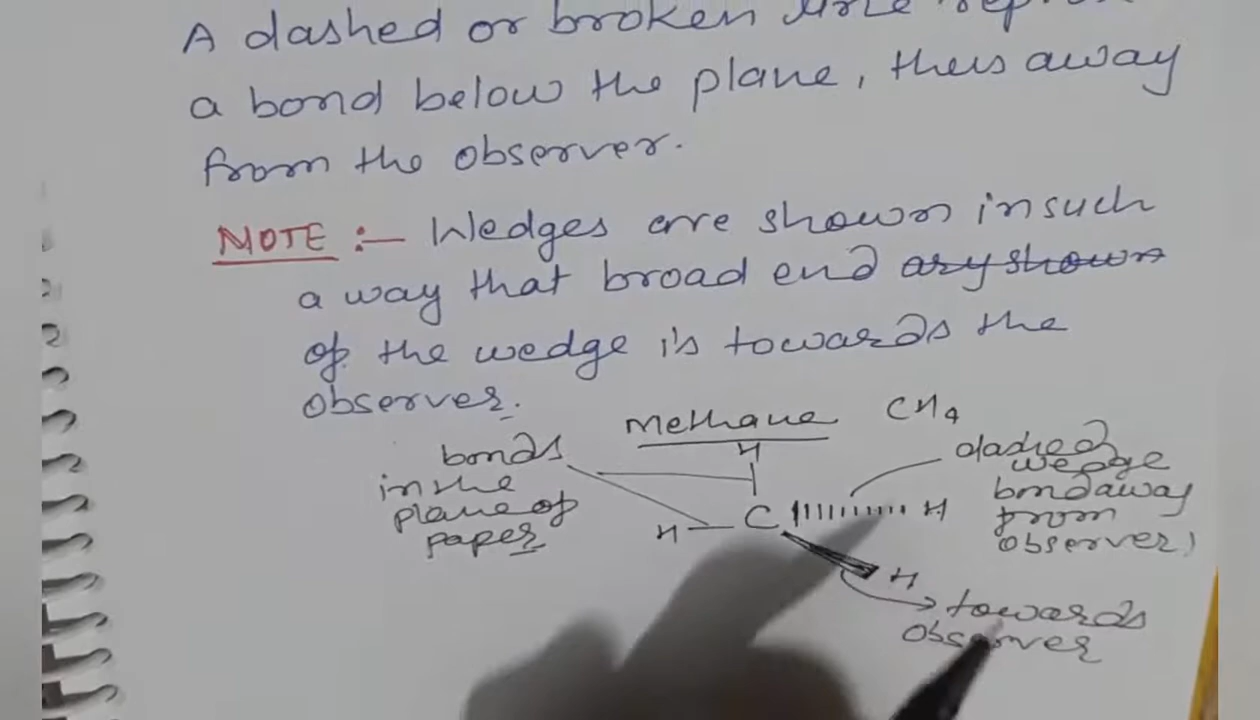 A dashed or broken line
a bond below the plane, thus away
from the observer.
NOTE :— Wedges are shown in such
a way that broad end
of the wedge is towards the
observer.
Methane CH4
bonds
in the
plane of
paper
H
H C H
H
dashed
wedge
bond away
from
observer)
towards
observer